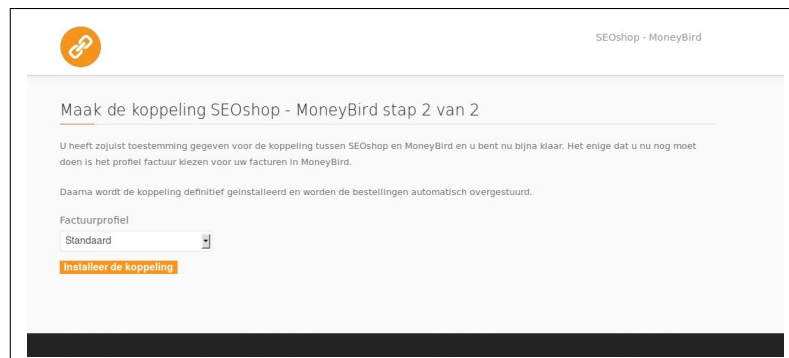 SEOshop - MoneyBird
Maak de koppeling SEOshop - MoneyBird stap 2 van 2
U heeft zojuist toestemming gegeven voor de koppeling tussen SEOshop en MoneyBird en u bent nu bijna klaar. Het enige dat u nu nog moet
doen is het profiel factuur kiezen voor uw facturen in MoneyBird.
Daarna wordt de koppeling definitief geinstalleerd en worden de bestellingen automatisch overgestuurd.
Factuurprofiel
Standaard
Installeer de koppeling